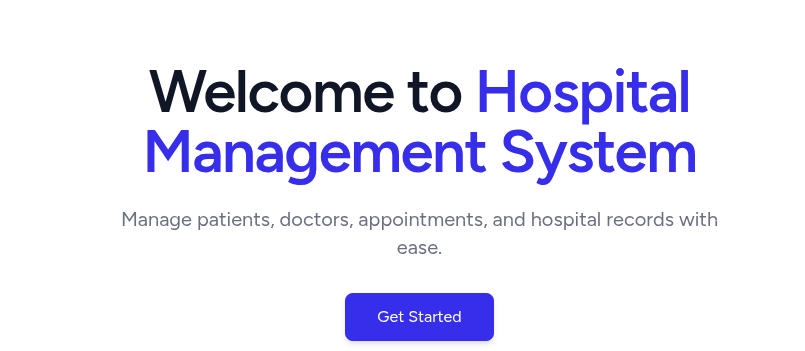 Welcome to Hospital
Management System
Manage patients, doctors, appointments, and hospital records with
ease.
Get Started